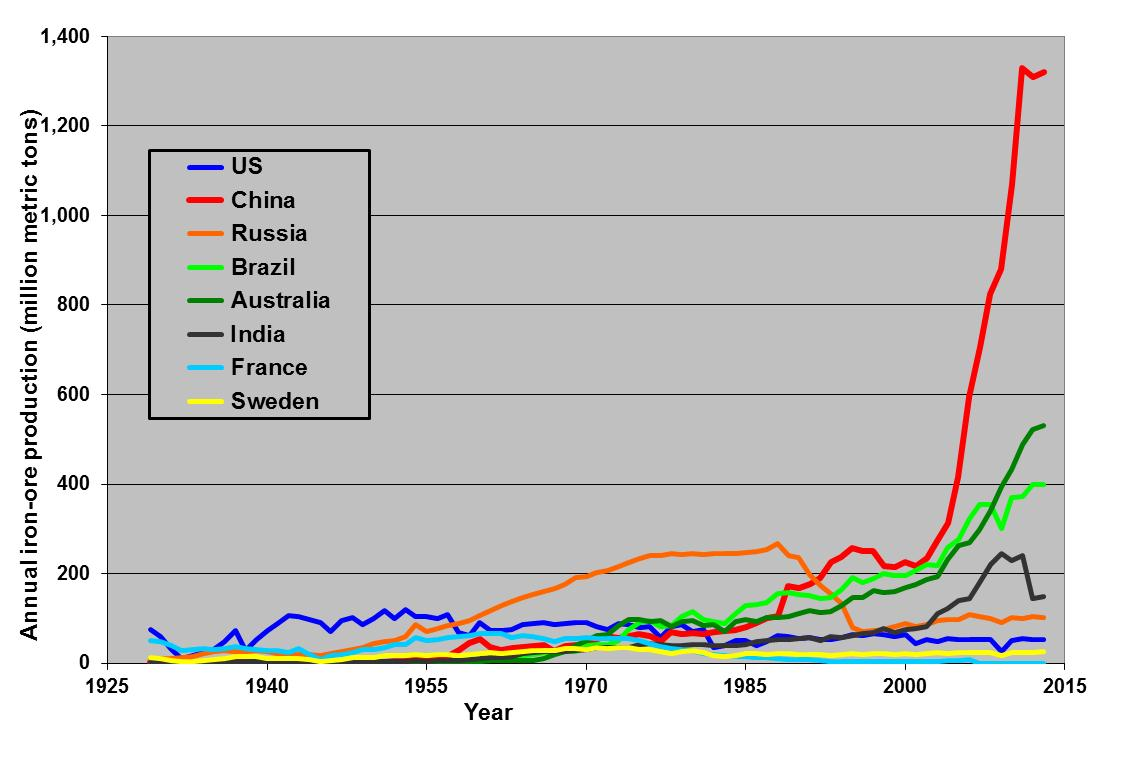 Annual iron-ore production (million metric tons)
1,400
1,200
1,000
800
600
400
200
0
US
China
Russia
Brazil
Australia
India
France
Sweden
1925 1940 1955 1970 1985 2000 2015
Year